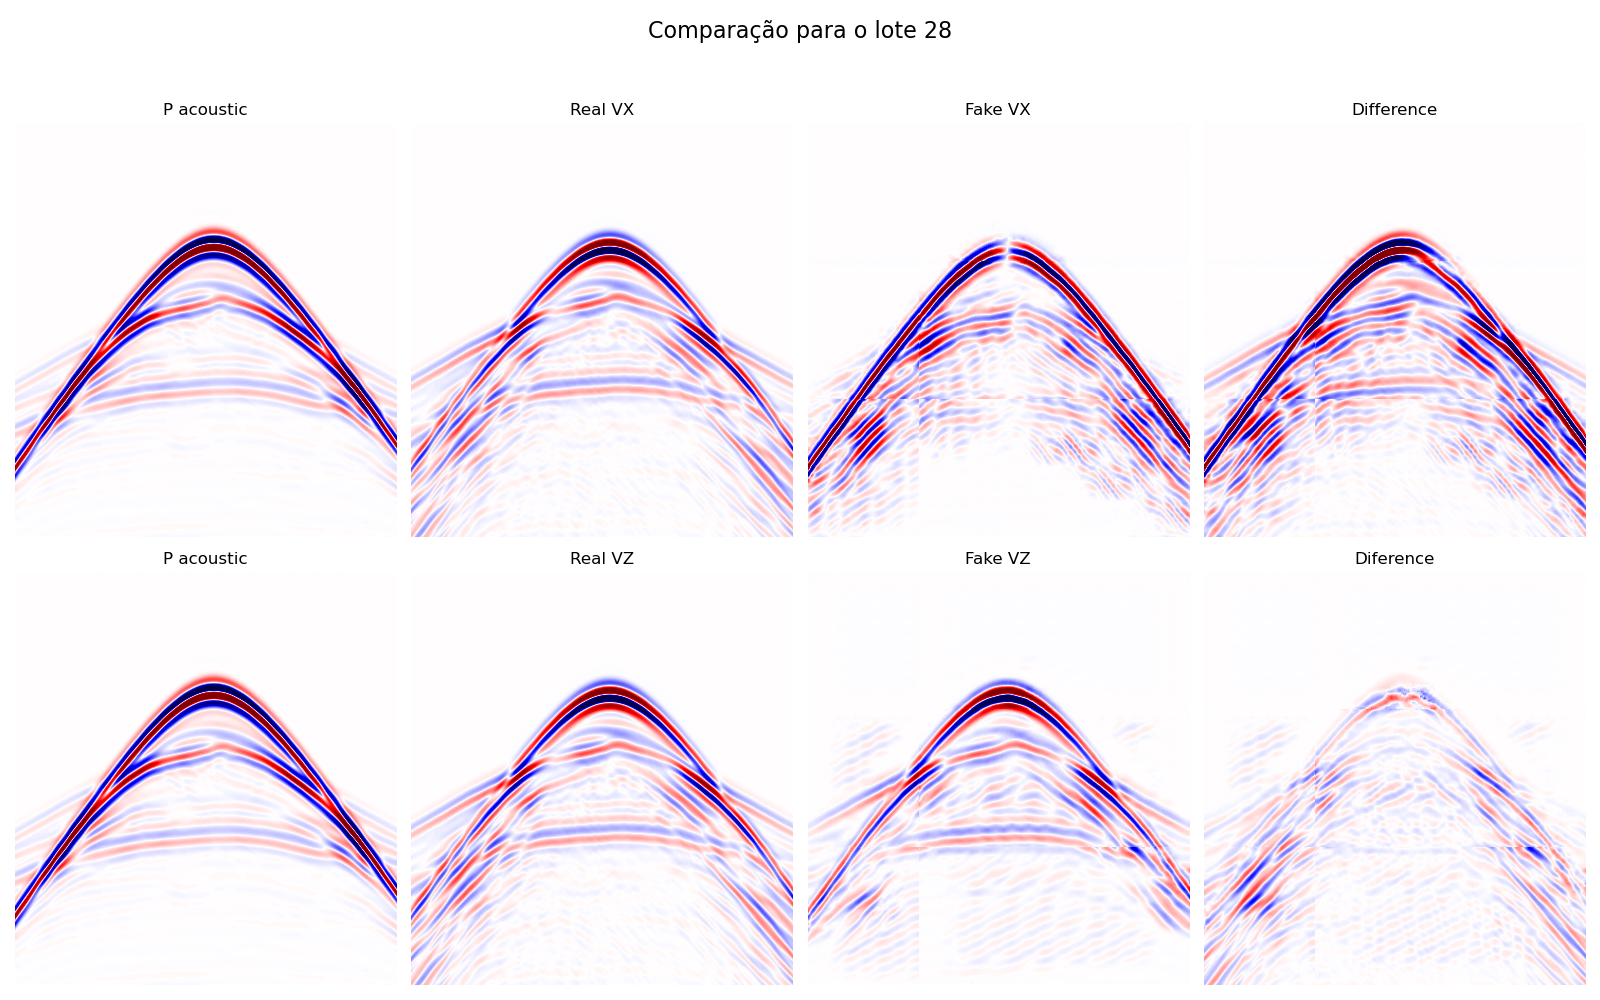 Comparação para o lote 28
P acoustic
Real VX
Fake VX
Difference
P acoustic
Real VZ
Fake VZ
Diference